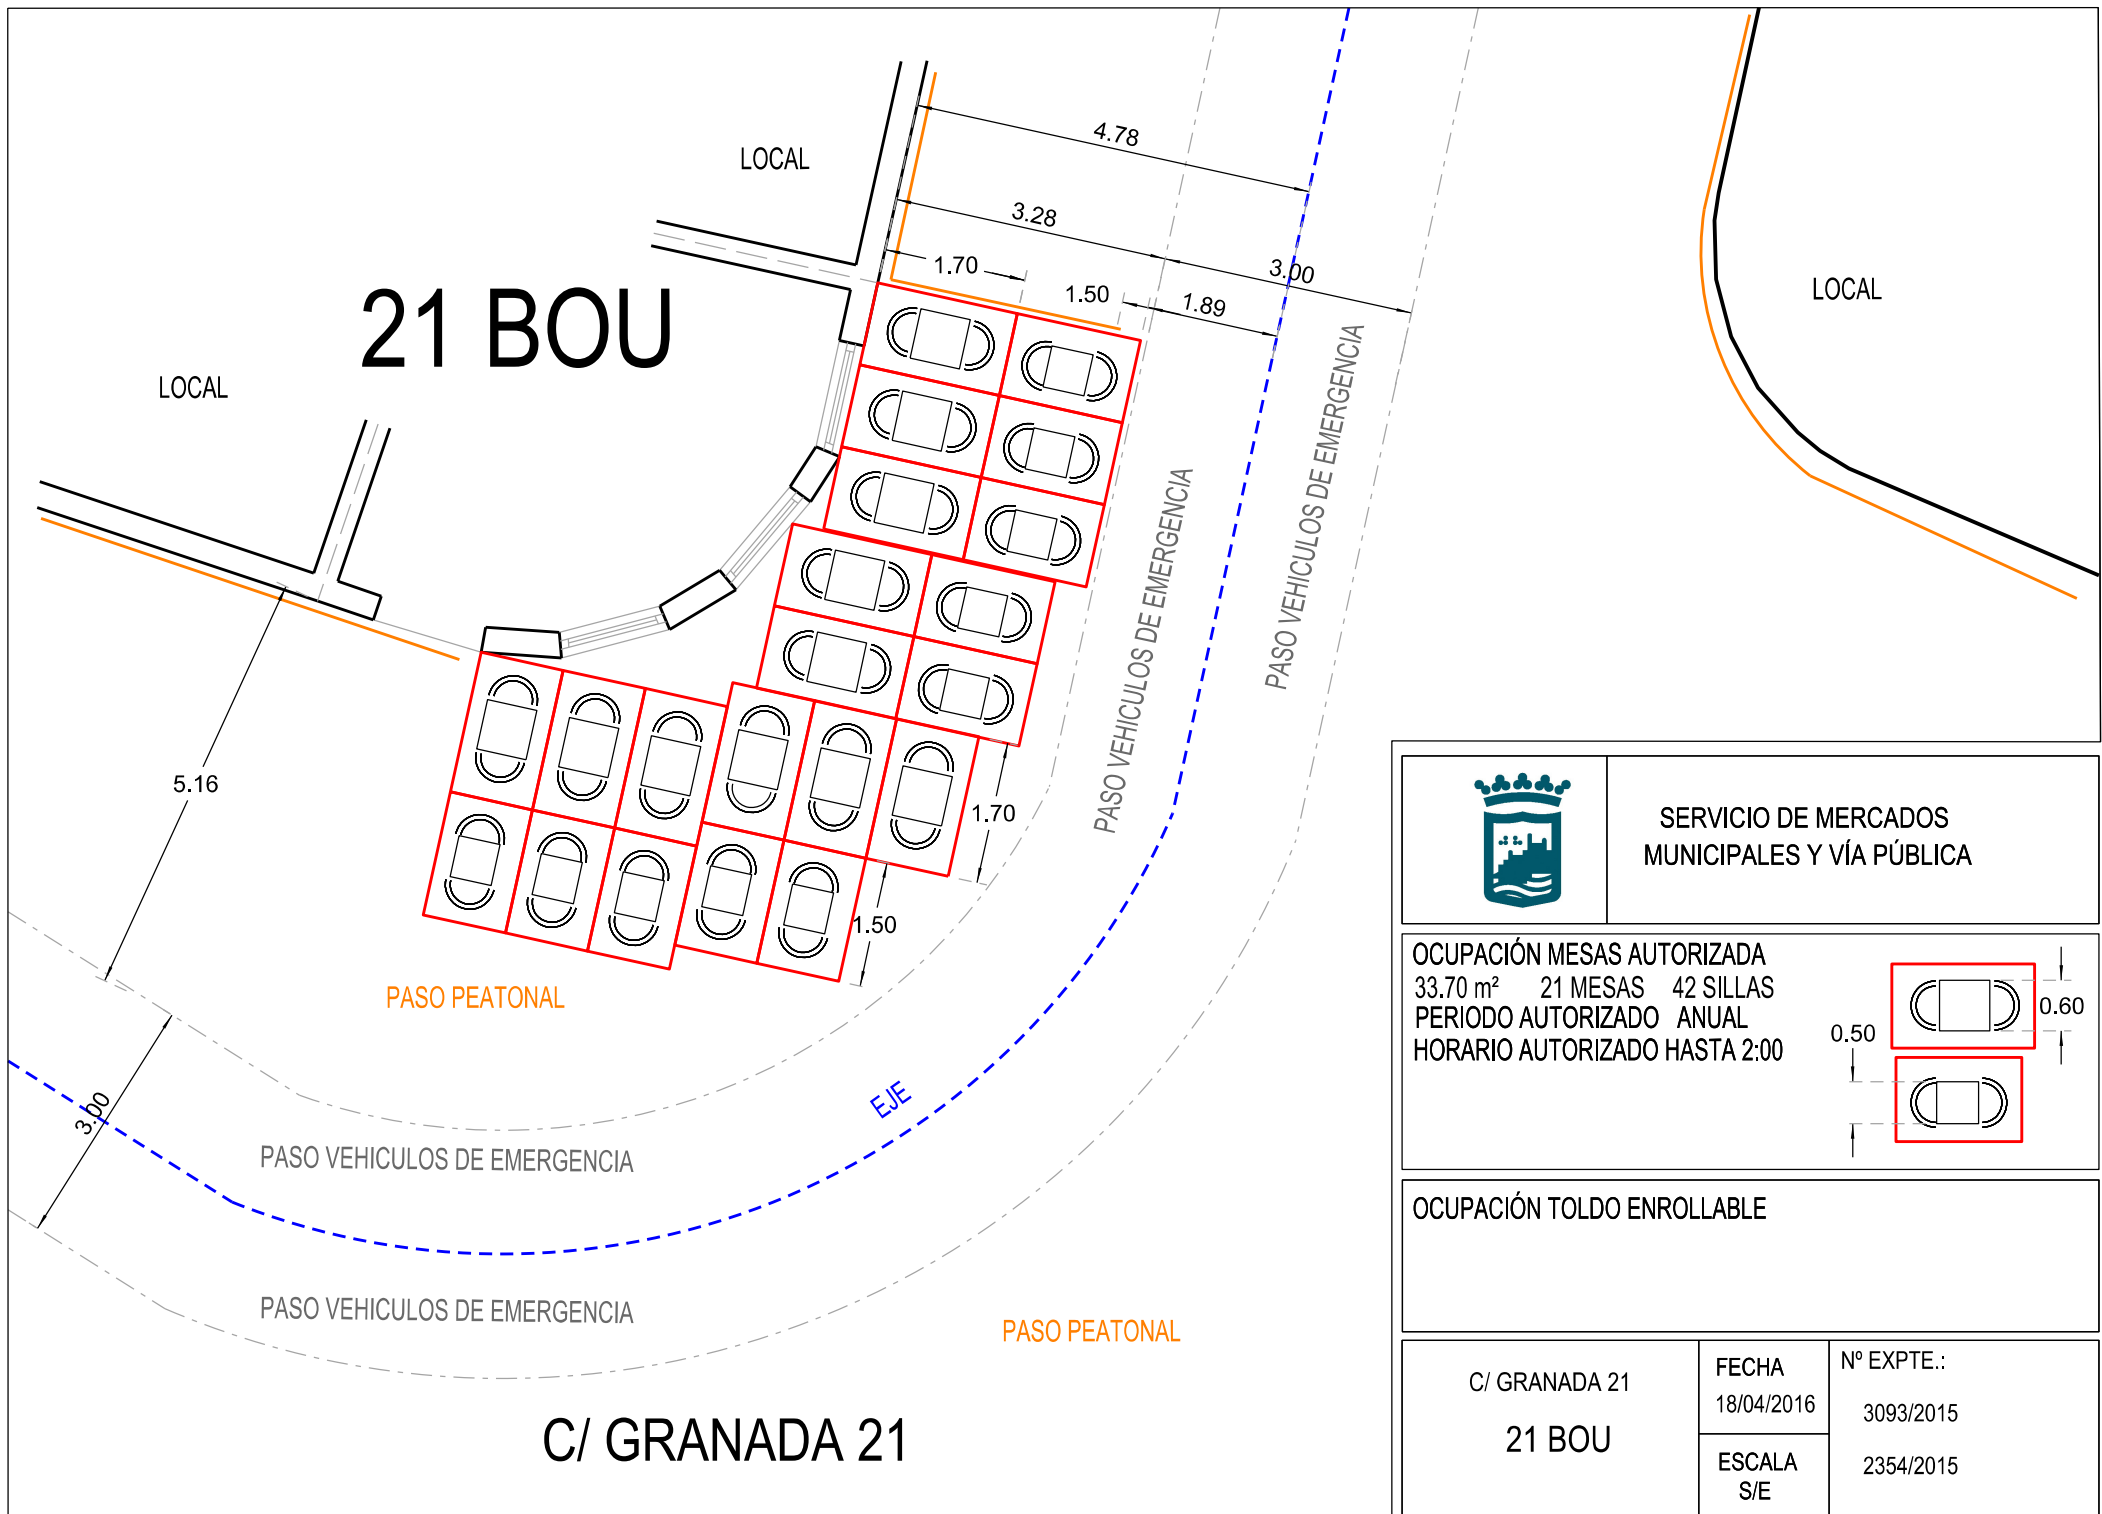 4.78
LOCAL
3.28
1.70
3.00
1.50
1.89
LOCAL
21 BOU
LOCAL
PASO VEHICULOS DE EMERGENCIA
PASO VEHICULOS DE EMERGENCIA
5.16
1.70
1.50
PASO PEATONAL
3.00
EJE
PASO VEHICULOS DE EMERGENCIA
PASO VEHICULOS DE EMERGENCIA
PASO PEATONAL
C/ GRANADA 21
SERVICIO DE MERCADOS
MUNICIPALES Y VÍA PÚBLICA
OCUPACIÓN MESAS AUTORIZADA
33.70 m² 21 MESAS 42 SILLAS
PERIODO AUTORIZADO ANUAL
HORARIO AUTORIZADO HASTA 2:00
0.60
0.50
OCUPACIÓN TOLDO ENROLLABLE
C/ GRANADA 21
21 BOU
FECHA
18/04/2016
ESCALA
S/E
Nº EXPTE.:
3093/2015
2354/2015